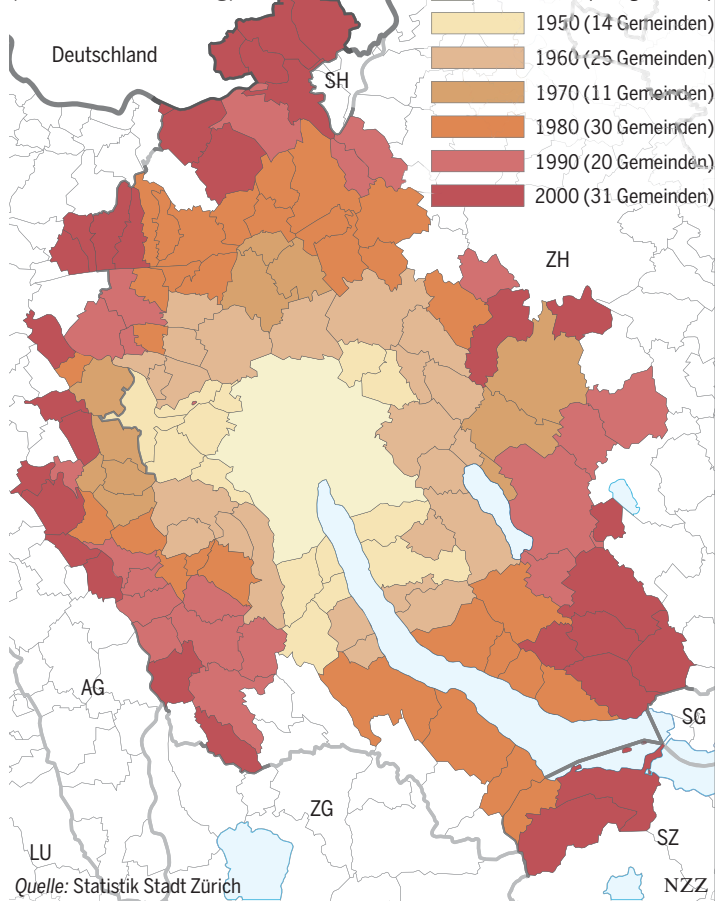 Deutschland
SH
1950 (14 Gemeinden)
1960 (25 Gemeinden)
1970 (11 Gemeinden)
1980 (30 Gemeinden)
1990 (20 Gemeinden)
2000 (31 Gemeinden)
ZH
AG
SG
ZG
SZ
LU
Quelle: Statistik Stadt Zürich
NZZ